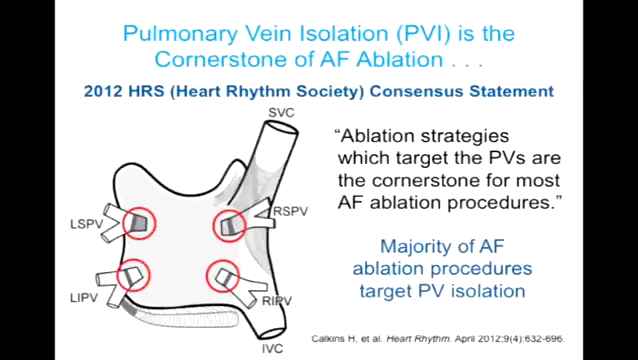 Pulmonary Vein Isolation (PVI) is the
Cornerstone of AF Ablation . . .
2012 HRS (Heart Rhythm Society) Consensus Statement
SVC
LSPV
RSPV
LIPV
RIPV
IVC
“Ablation strategies
which target the PVs are
the cornerstone for most
AF ablation procedures.”
Majority of AF
ablation procedures
target PV isolation
Calkins H, et al. Heart Rhythm. April 2012;9(4):632-696.